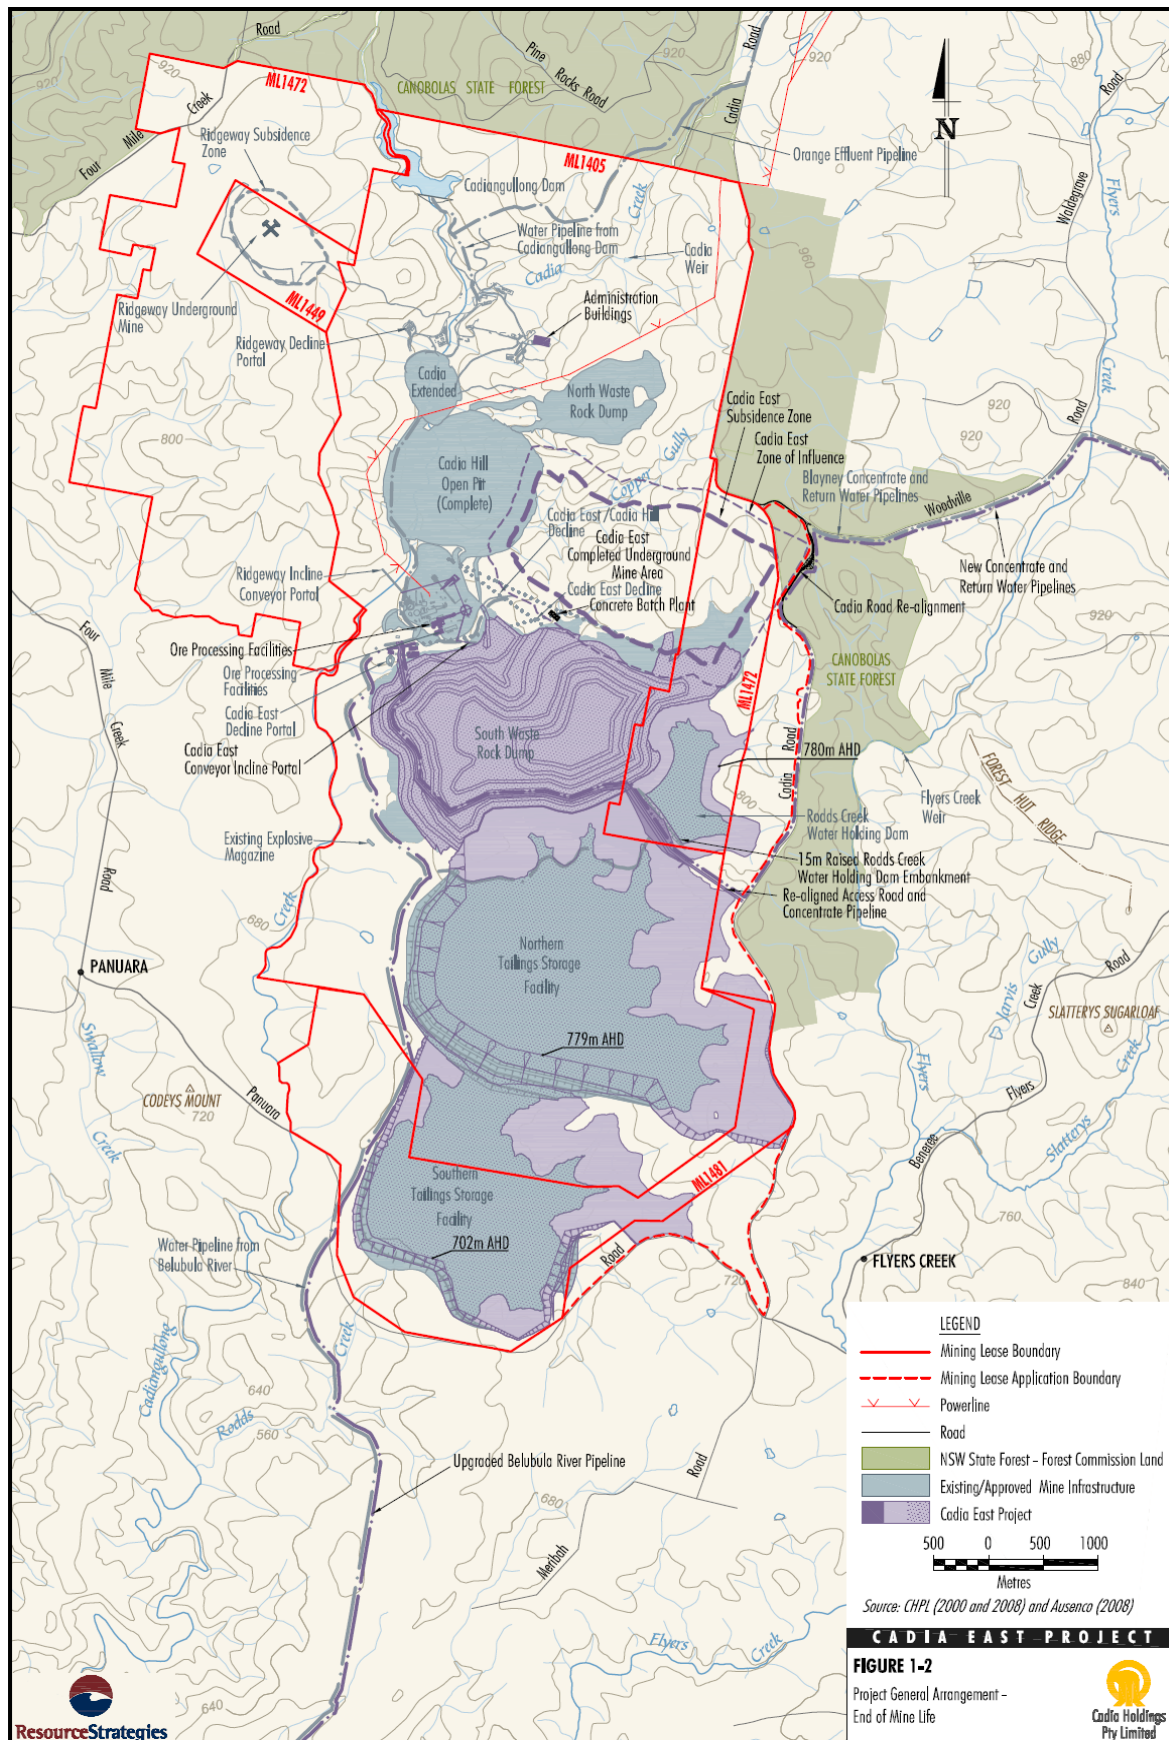 Road
920
920
ML1472
Creek
Mile
Four
Ridgeway Subsidence
Zone
CANOBOLAS STATE FOREST
Pine
Rocks
Road
920
Cadia
Road
920
880
Road
N
Orange Effluent Pipeline
ML1405
Cadiangullong Dam
Creek
Water Pipeline from
Cadiangullong Dam
Cadia
Cadia
Weir
Waldegrave
Flyers
Creek
960
ML1449
Ridgeway Underground
Mine
Ridgeway Decline
Portal
Administration
Buildings
Cadia
Extended
North Waste
Rock Dump
Cadia East
Subsidence Zone
Cadia East
Zone of Influence
920
920
Road
800
Cadia Hill
Open Pit
(Complete)
Copper Gully
Blayney Concentrate and
Return Water Pipelines
Woodville
Cadia East/Cadia Hill
Decline
Cadia East
Completed Underground
Mine Area
Cadia East Decline
Concrete Batch Plant
Ridgeway Incline
Conveyor Portal
New Concentrate and
Return Water Pipelines
Cadia Road Re-alignment
920
Four
Mile
Creek
Road
Ore Processing Facilities
Ore Processing
Facilities
Cadia East
Decline Portal
Cadia East
Conveyor Incline Portal
CANOBOLAS
STATE FOREST
ML1472
South Waste
Rock Dump
Road
Cadia
780m AHD
800
FOREST HUT RIDGE
Flyers Creek
Weir
Rodds Creek
Water Holding Dam
Existing Explosive
Magazine
15m Raised Rodds Creek
Water Holding Dam Embankment
Re-aligned Access Road and
Concentrate Pipeline
680
Creek
PANUARA
Northern
Tailings Storage
Facility
Jarvis Gully
Creek
Road
SLATTERYS SUGARLOAF
Swallow
Creek
779m AHD
CODEYS MOUNT
720
Panuara
Flyers
Flyers
Beneree
Creek
Slatterys
Southern
Tailings Storage
Facility
ML1481
760
702m AHD
Road
720
Water Pipeline from
Belubula River
FLYERS CREEK
840
Creek
Cadiangullong
Rodds
640
560
Upgraded Belubula River Pipeline
Road
680
Meribah
Flyers
Creek
640
640
LEGEND
Mining Lease Boundary
Mining Lease Application Boundary
Powerline
Road
NSW State Forest - Forest Commission Land
Existing/Approved Mine Infrastructure
Cadia East Project
500 0 500 1000
Metres
Source: CHPL (2000 and 2008) and Ausenco (2008)
CADIA EAST PROJECT
FIGURE 1-2
Project General Arrangement -
End of Mine Life
Cadia Holdings
Pty Limited
ResourceStrategies